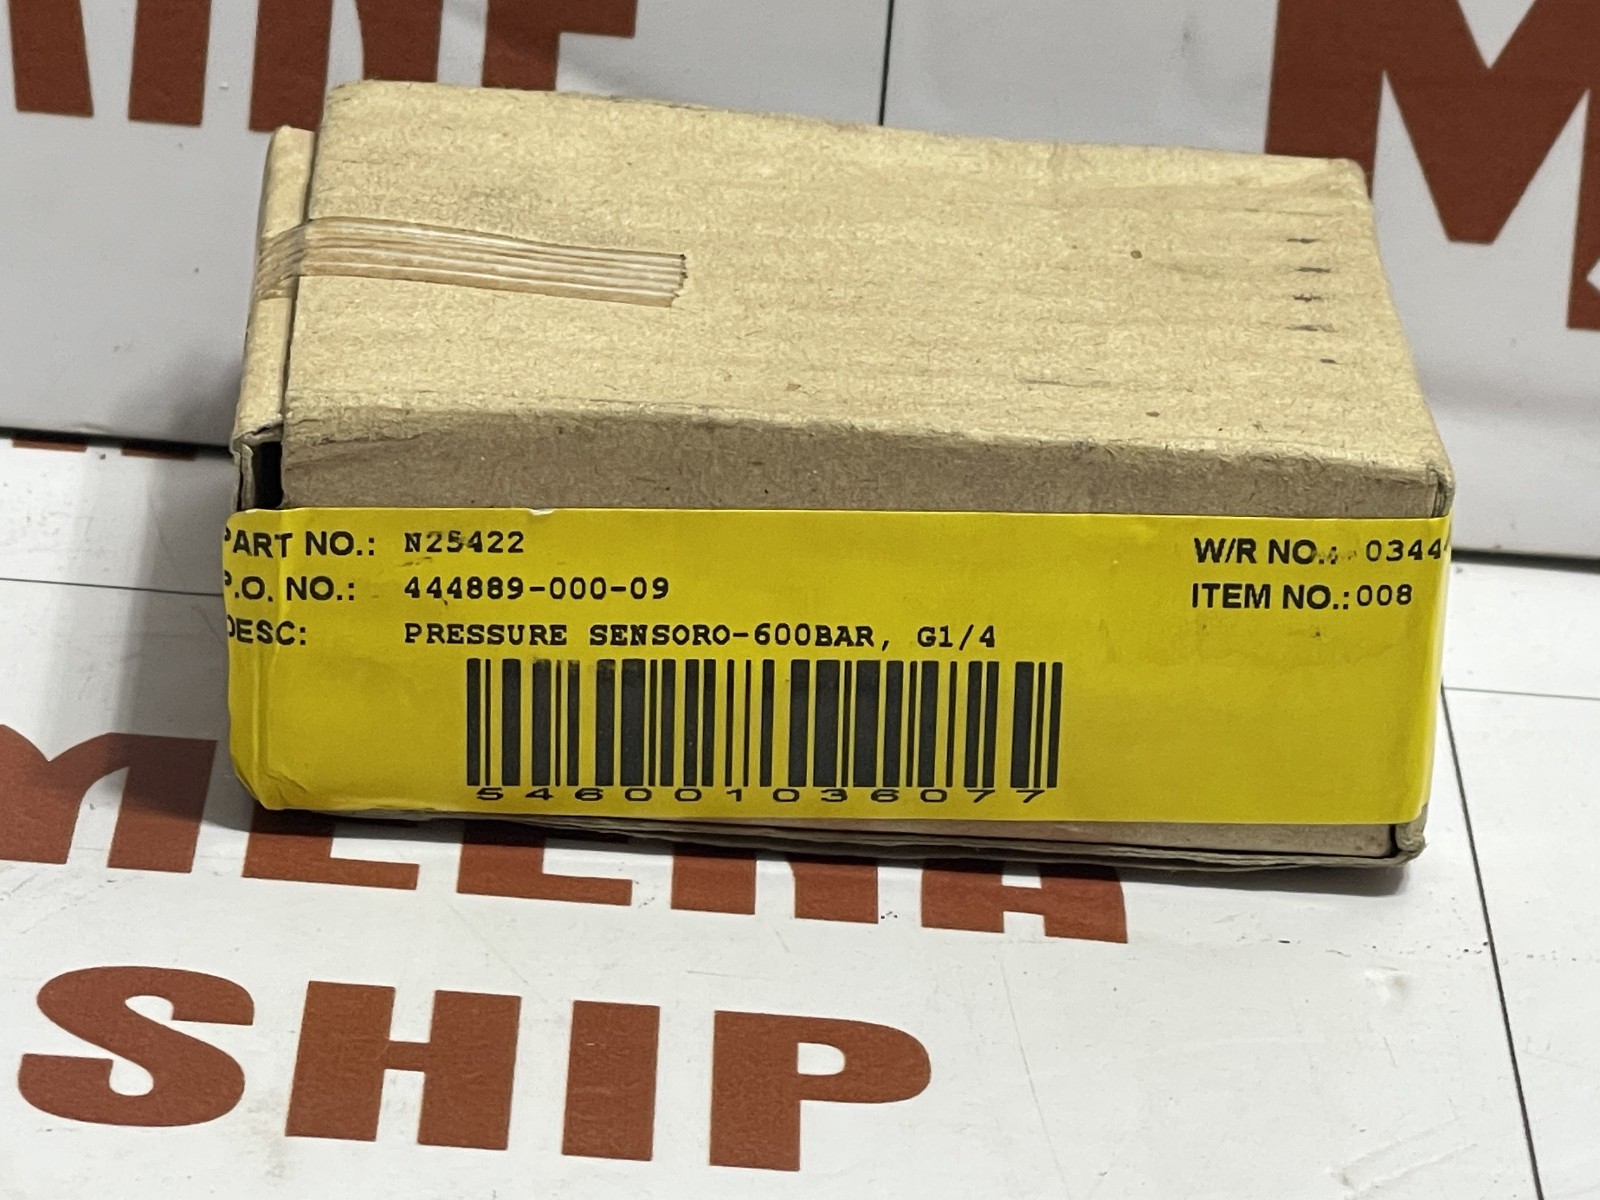 PART NO.: N25422
W/R NO.: 0344
P.O. NO.: 444889-000-09
ITEM NO.:008
DESC: PRESSURE SENSORO-600BAR, G1/4
546001036077
SHIP